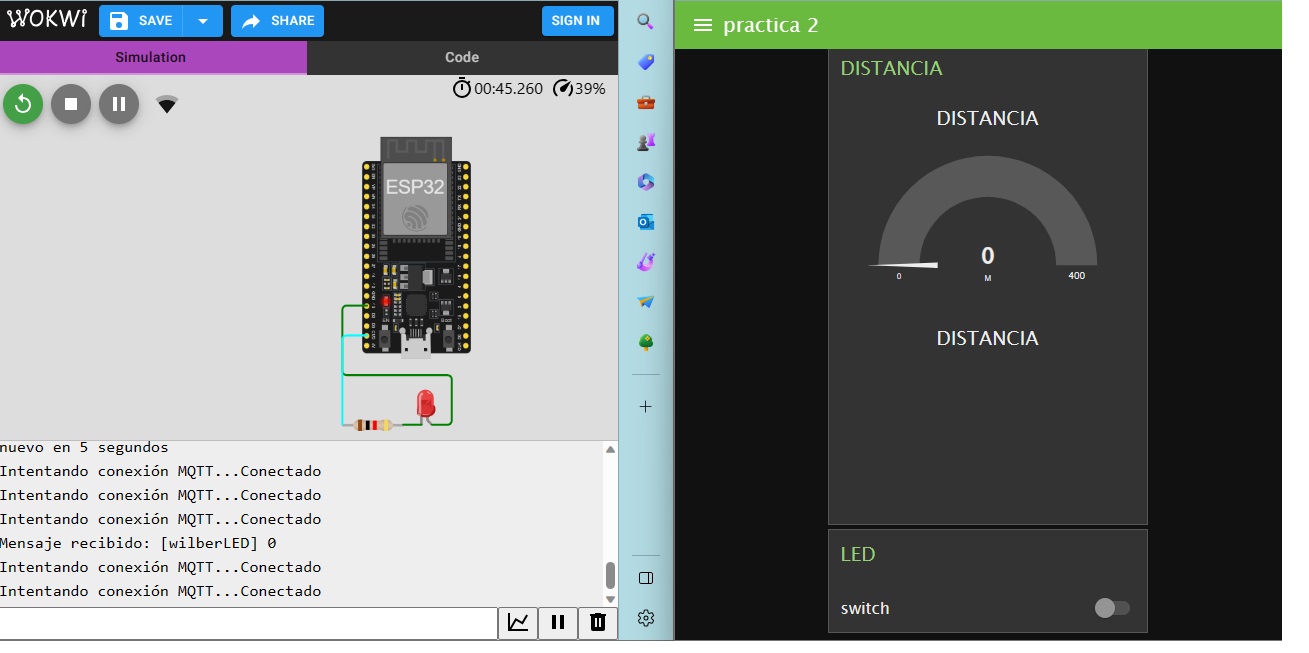 WOKWI
SAVE
SHARE
SIGN IN
Simulation
Code
00:45.260
39%
ESP32
nuevo en 5 segundos
Intentando conexión MQTT...Conectado
Intentando conexión MQTT...Conectado
Intentando conexión MQTT...Conectado
Mensaje recibido: [wilberLED] 0
Intentando conexión MQTT...Conectado
Intentando conexión MQTT...Conectado
practica 2
DISTANCIA
DISTANCIA
0
M
0
400
DISTANCIA
LED
switch